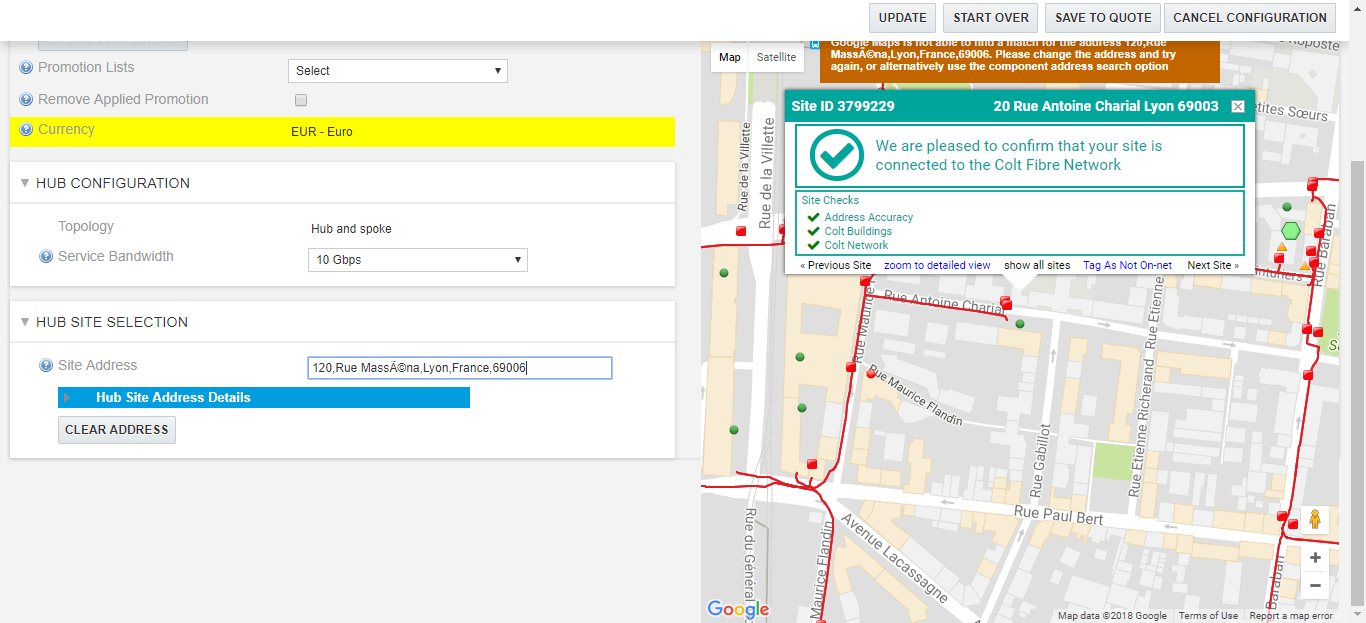 UPDATE
START OVER
SAVE TO QUOTE
CANCEL CONFIGURATION
Promotion Lists
Select
Remove Applied Promotion
Currency
EUR - Euro
HUB CONFIGURATION
Topology
Hub and spoke
Service Bandwidth
10 Gbps
HUB SITE SELECTION
Site Address
120,Rue MassÃ©na,Lyon,France,69006
Hub Site Address Details
CLEAR ADDRESS
Map
Satellite
Google Maps is not able to find a match for the address 120,Rue
MassÃ©na,Lyon,France,69006. Please change the address and try
again, or alternatively use the component address search option
Site ID 3799229
20 Rue Antoine Charial Lyon 69003
We are pleased to confirm that your site is
connected to the Colt Fibre Network
Site Checks
Address Accuracy
Colt Buildings
Colt Network
« Previous Site
zoom to detailed view
show all sites
Tag As Not On-net
Next Site »
Rue de la Villette
Rue de la Villette
etites Sœurs
Rue Baraban
Rue Antoine Charial
Rue Maurice
Rue Maurice Flandin
Rue Etienne
Rue Etienne Richerand
Rue Gabillot
Rue Paul Bert
Avenue Lacassagne
Rue du Général
Maurice Flandin
Baraban
Google
Map data ©2018 Google
Terms of Use
Report a map error